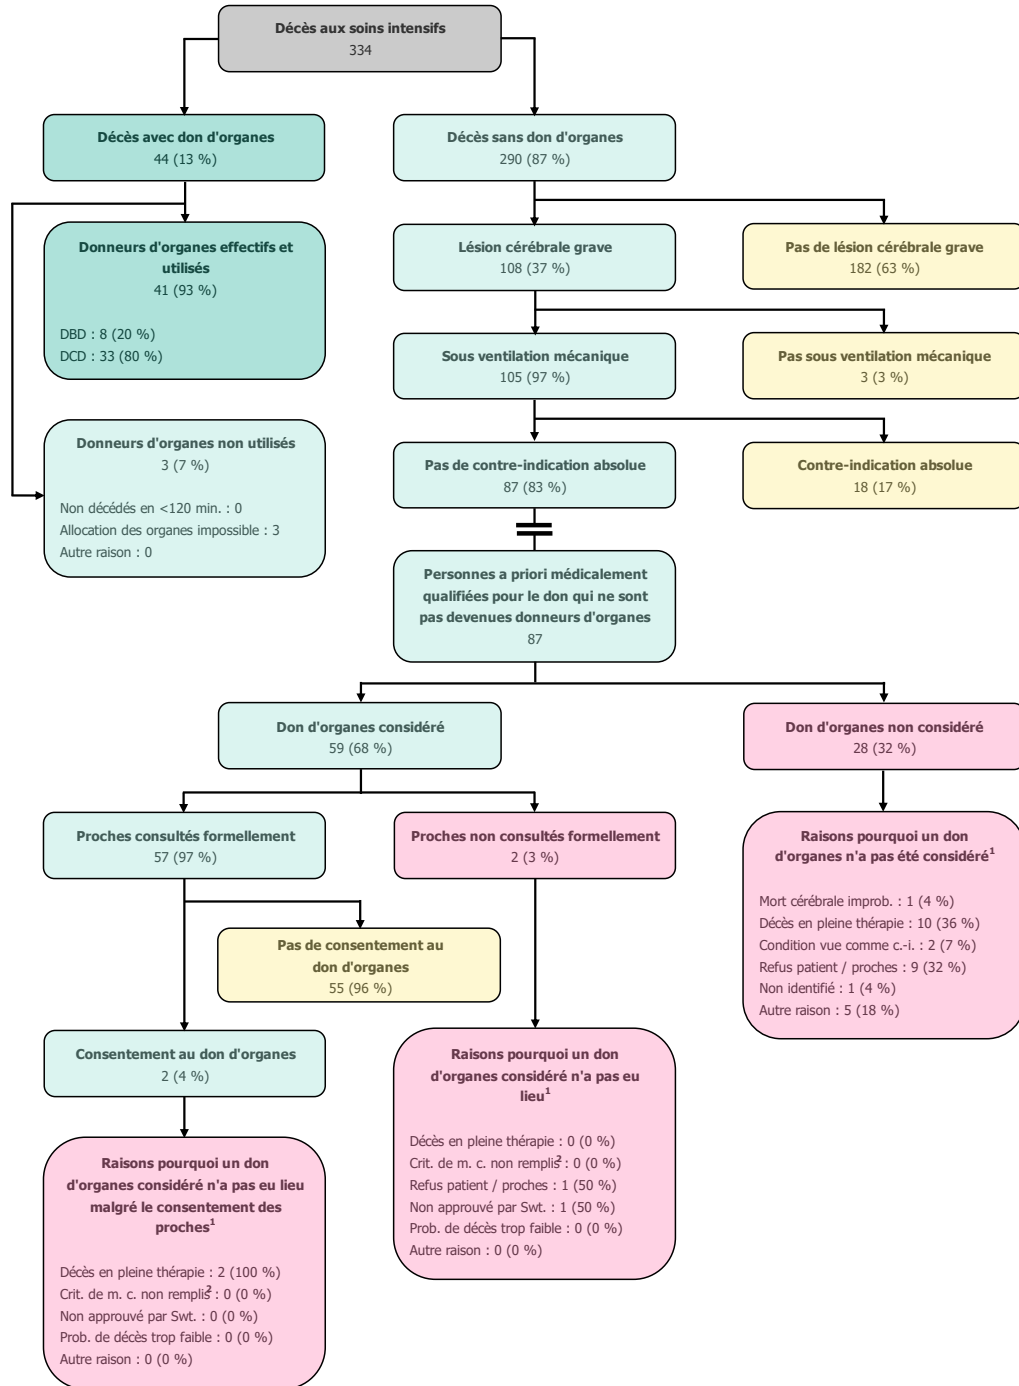 Décès aux soins intensifs
334
Décès avec don d'organes
44 (13 %)
Décès sans don d'organes
290 (87 %)
Donneurs d'organes effectifs et
utilisés
41 (93 %)
DBD : 8 (20 %)
DCD : 33 (80 %)
Lésion cérébrale grave
108 (37 %)
Pas de lésion cérébrale grave
182 (63 %)
Sous ventilation mécanique
105 (97 %)
Pas sous ventilation mécanique
3 (3 %)
Donneurs d'organes non utilisés
3 (7 %)
Non décédés en <120 min. : 0
Allocation des organes impossible : 3
Autre raison : 0
Pas de contre-indication absolue
87 (83 %)
Contre-indication absolue
18 (17 %)
Personnes a priori médicalement
qualifiées pour le don qui ne sont
pas devenues donneurs d'organes
87
Don d'organes considéré
59 (68 %)
Don d'organes non considéré
28 (32 %)
Proches consultés formellement
57 (97 %)
Proches non consultés formellement
2 (3 %)
Raisons pourquoi un don
d'organes n'a pas été considéré¹
Mort cérébrale improb. : 1 (4 %)
Décès en pleine thérapie : 10 (36 %)
Condition vue comme c.-i. : 2 (7 %)
Refus patient / proches : 9 (32 %)
Non identifié : 1 (4 %)
Autre raison : 5 (18 %)
Pas de consentement au
don d'organes
55 (96 %)
Consentement au don d'organes
2 (4 %)
Raisons pourquoi un don
d'organes considéré n'a pas eu
lieu¹
Décès en pleine thérapie : 0 (0 %)
Crit. de m. c. non remplis² : 0 (0 %)
Refus patient / proches : 1 (50 %)
Non approuvé par Swt. : 1 (50 %)
Prob. de décès trop faible : 0 (0 %)
Autre raison : 0 (0 %)
Raisons pourquoi un don
d'organes considéré n'a pas eu lieu
malgré le consentement des
proches¹
Décès en pleine thérapie : 2 (100 %)
Crit. de m. c. non remplis² : 0 (0 %)
Non approuvé par Swt. : 0 (0 %)
Prob. de décès trop faible : 0 (0 %)
Autre raison : 0 (0 %)